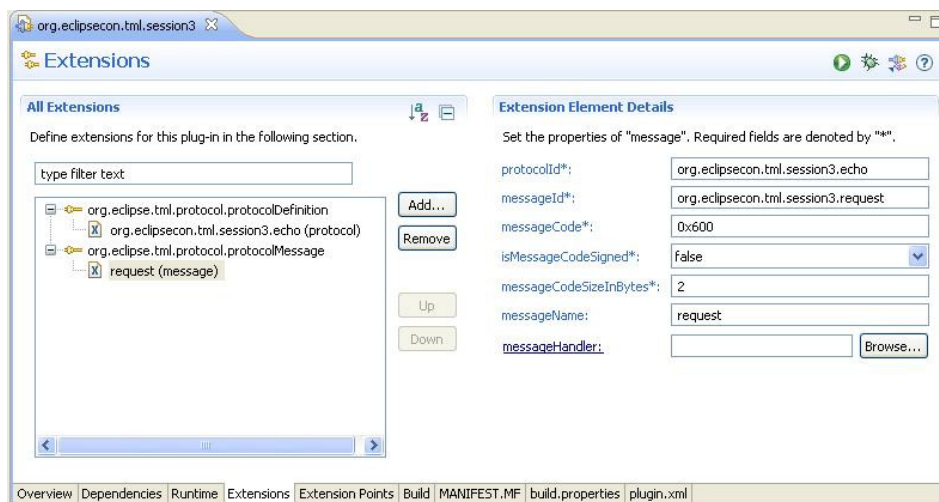 org.eclipsecon.tml.session3
Extensions
All Extensions
Define extensions for this plug-in in the following section.
type filter text
org.eclipse.tml.protocol.protocolDefinition
org.eclipsecon.tml.session3.echo (protocol)
org.eclipse.tml.protocol.protocolMessage
request (message)
Add...
Remove
Up
Down
Extension Element Details
Set the properties of "message". Required fields are denoted by "*".
protocolId*: org.eclipsecon.tml.session3.echo
messageId*: org.eclipsecon.tml.session3.request
messageCode*: 0x600
isMessageCodeSigned*: false
messageCodeSizeInBytes*: 2
messageName: request
messageHandler: Browse...
Overview Dependencies Runtime Extensions Extension Points Build MANIFEST.MF build.properties plugin.xml